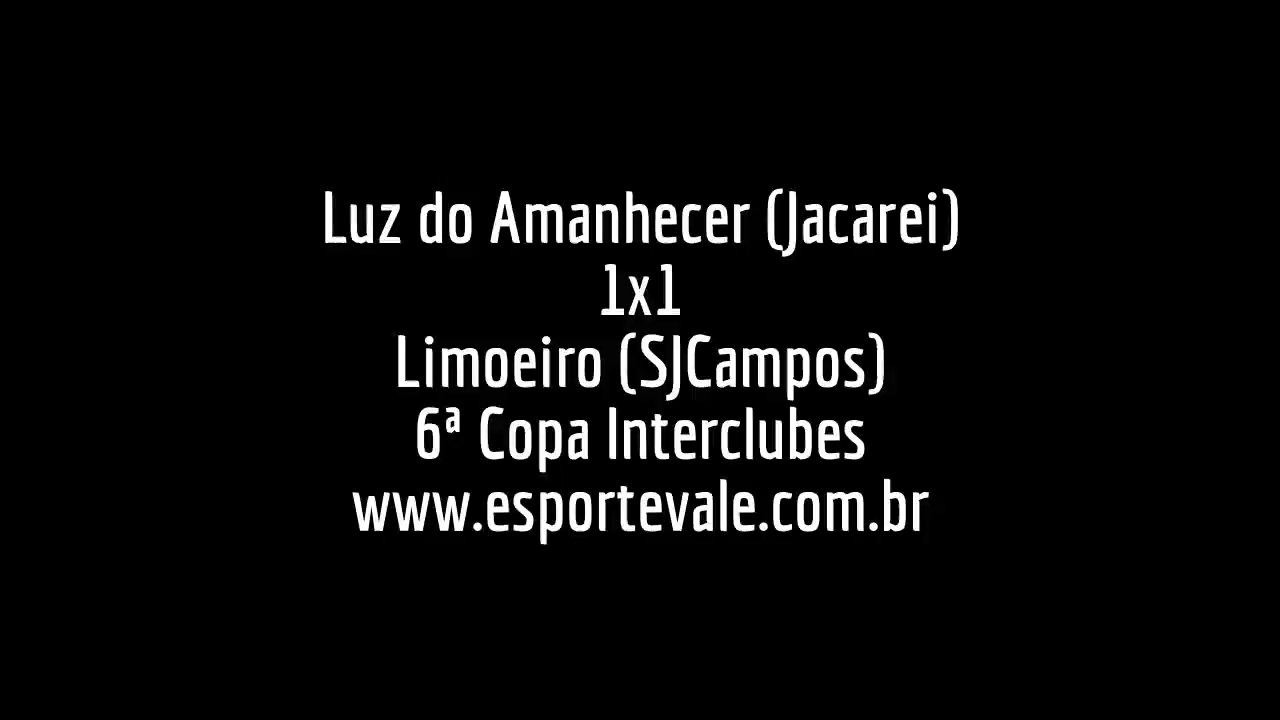 Luz do Amanhecer (Jacarei)
1x1
Limoeiro (SJCampos)
6ª Copa Interclubes
www.esportevale.com.br